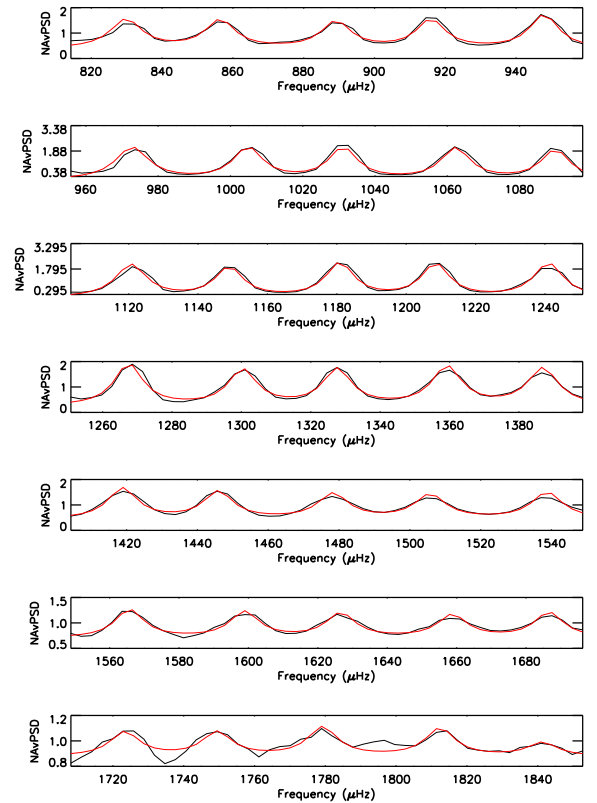 2
1
0
NAvPSD
820 840 860 880 900 920 940
Frequency (μHz)
3.38
1.88
0.38
NAvPSD
960 980 1000 1020 1040 1060 1080
Frequency (μHz)
3.295
1.795
0.295
NAvPSD
1120 1140 1160 1180 1200 1220 1240
Frequency (μHz)
2
1
0
NAvPSD
1260 1280 1300 1320 1340 1360 1380
Frequency (μHz)
2
1
0
NAvPSD
1420 1440 1460 1480 1500 1520 1540
Frequency (μHz)
1.5
1.0
0.5
NAvPSD
1560 1580 1600 1620 1640 1660 1680
Frequency (μHz)
1.2
1.0
0.8
NAvPSD
1720 1740 1760 1780 1800 1820 1840
Frequency (μHz)